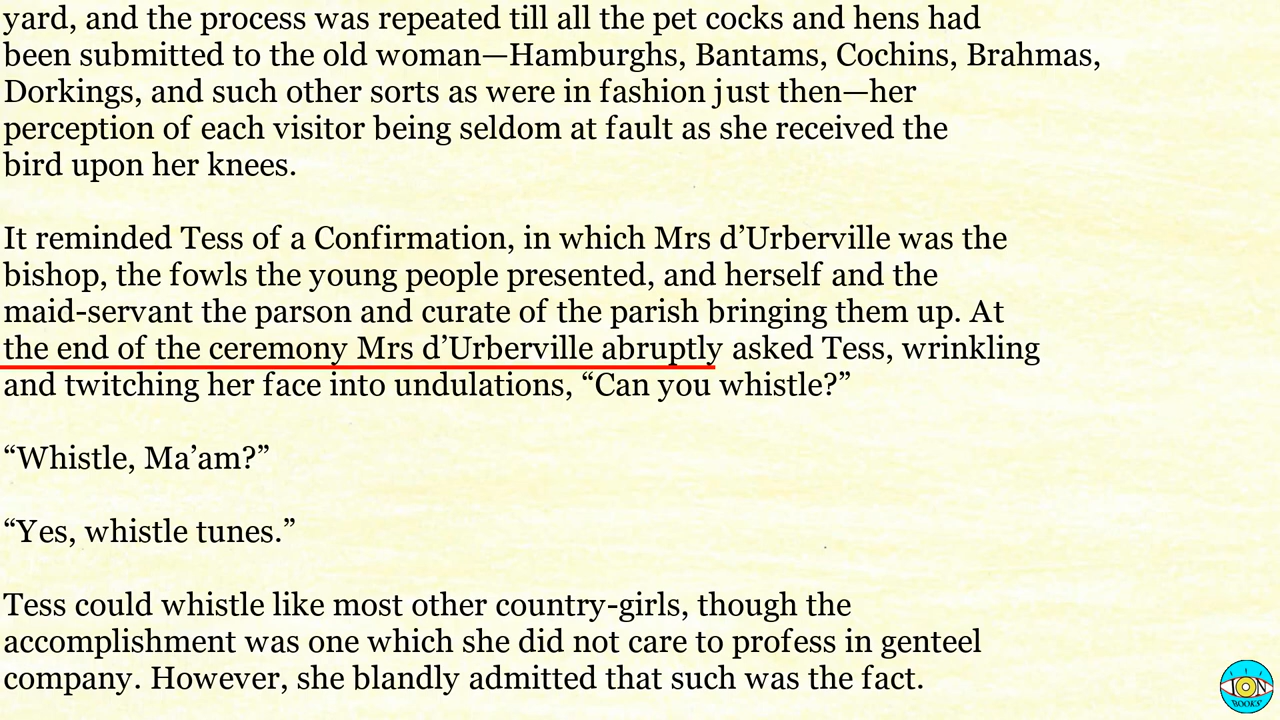 yard, and the process was repeated till all the pet cocks and hens had
been submitted to the old woman—Hamburghs, Bantams, Cochins, Brahmas,
Dorkings, and such other sorts as were in fashion just then—her
perception of each visitor being seldom at fault as she received the
bird upon her knees.
It reminded Tess of a Confirmation, in which Mrs d’Urberville was the
bishop, the fowls the young people presented, and herself and the
maid-servant the parson and curate of the parish bringing them up. At
the end of the ceremony Mrs d’Urberville abruptly asked Tess, wrinkling
and twitching her face into undulations, “Can you whistle?”
“Whistle, Ma’am?”
“Yes, whistle tunes.”
Tess could whistle like most other country-girls, though the
accomplishment was one which she did not care to profess in genteel
company. However, she blandly admitted that such was the fact.
ION
BOOKS